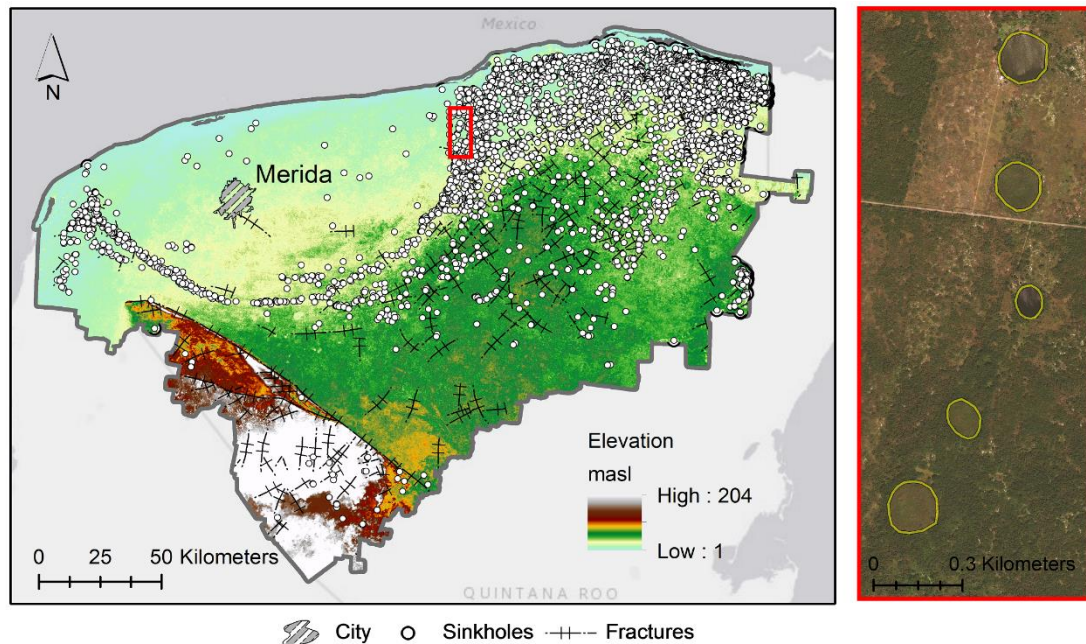 Mexico
N
Merida
Elevation
masl
High : 204
Low : 1
0 25 50 Kilometers
QUINTANA ROO
0 0.3 Kilometers
City Sinkholes Fractures